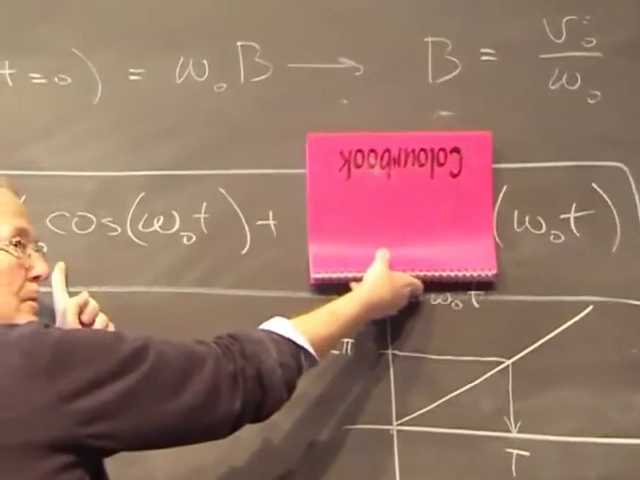 t=0) = ω₀B → B = v₀/ω₀
Colourbook
cos(ω₀t) + (ω₀t)
ω₀t
π
T